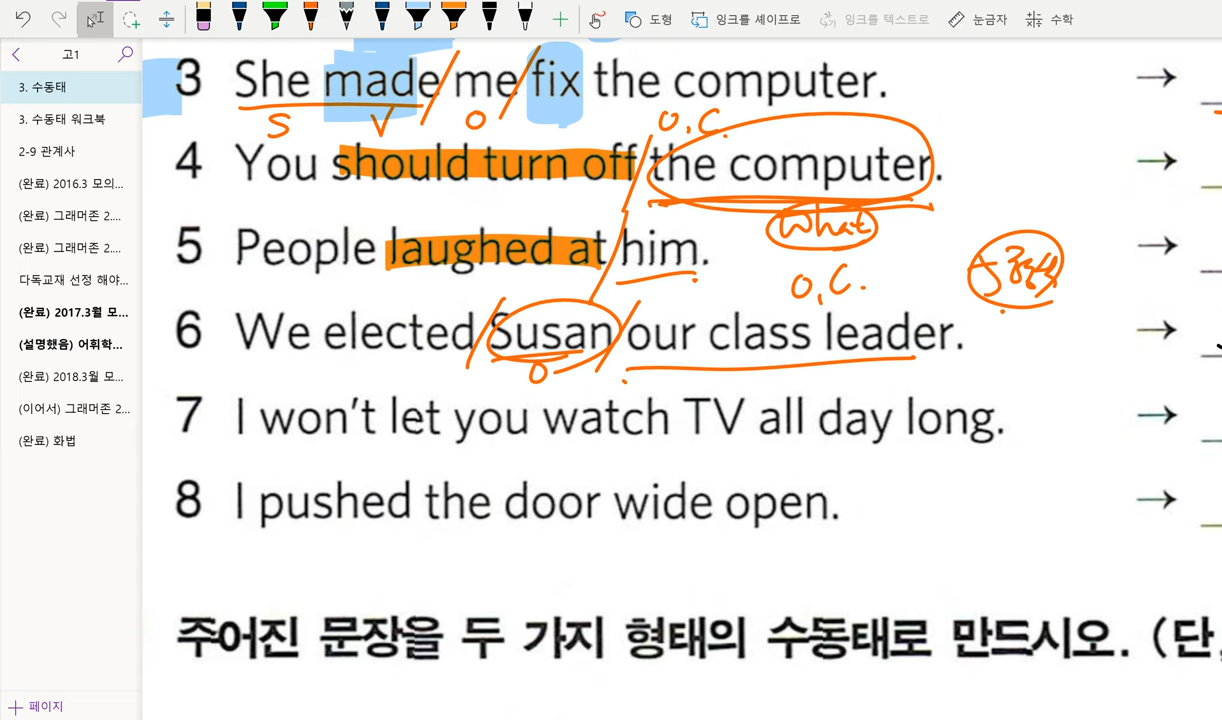 도형
잉크를 셰이프로
잉크를 텍스트로
눈금자
수학
고1
3. 수동태
3. 수동태 워크북
2-9 관계사
(완료) 2016.3 모의...
(완료) 그래머존 2....
(완료) 그래머존 2....
다독교재 선정 해야...
(완료) 2017.3월 모...
(설명했음) 어휘학...
(완료) 2018.3월 모...
(이어서) 그래머존 2...
(완료) 화법
페이지
3 She made / me / fix the computer. →
S V O O.C.
4 You should turn off / the computer. →
What
5 People laughed at him. →
O.C.
6 We elected / Susan / our class leader. →
O
7 I won't let you watch TV all day long. →
8 I pushed the door wide open. →
주어진 문장을 두 가지 형태의 수동태로 만드시오. (단,